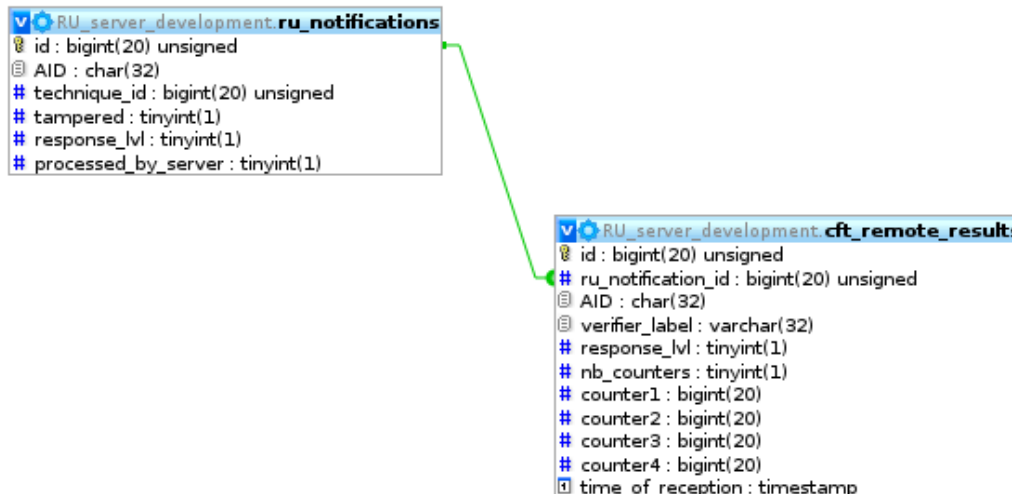 RU_server_development.ru_notifications
id : bigint(20) unsigned
AID : char(32)
technique_id : bigint(20) unsigned
tampered : tinyint(1)
response_lvl : tinyint(1)
processed_by_server : tinyint(1)
RU_server_development.cft_remote_results
id : bigint(20) unsigned
ru_notification_id : bigint(20) unsigned
AID : char(32)
verifier_label : varchar(32)
response_lvl : tinyint(1)
nb_counters : tinyint(1)
counter1 : bigint(20)
counter2 : bigint(20)
counter3 : bigint(20)
counter4 : bigint(20)
time_of_reception : timestamp